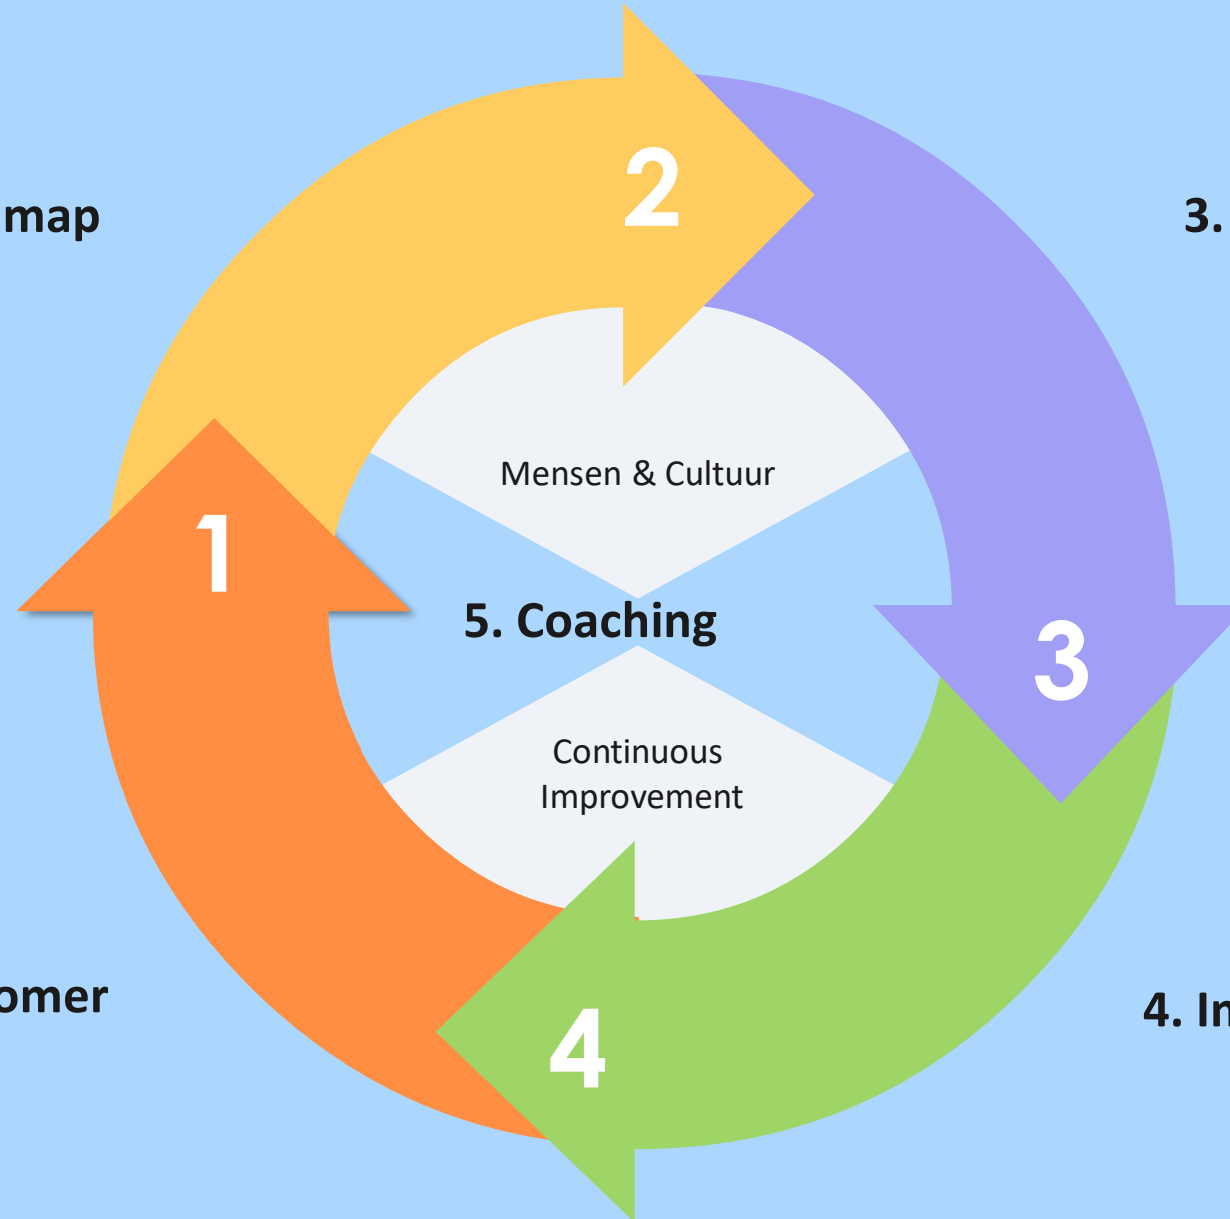 2
map
3.
Mensen & Cultuur
1
5. Coaching
3
Continuous
Improvement
omer
4. In
4